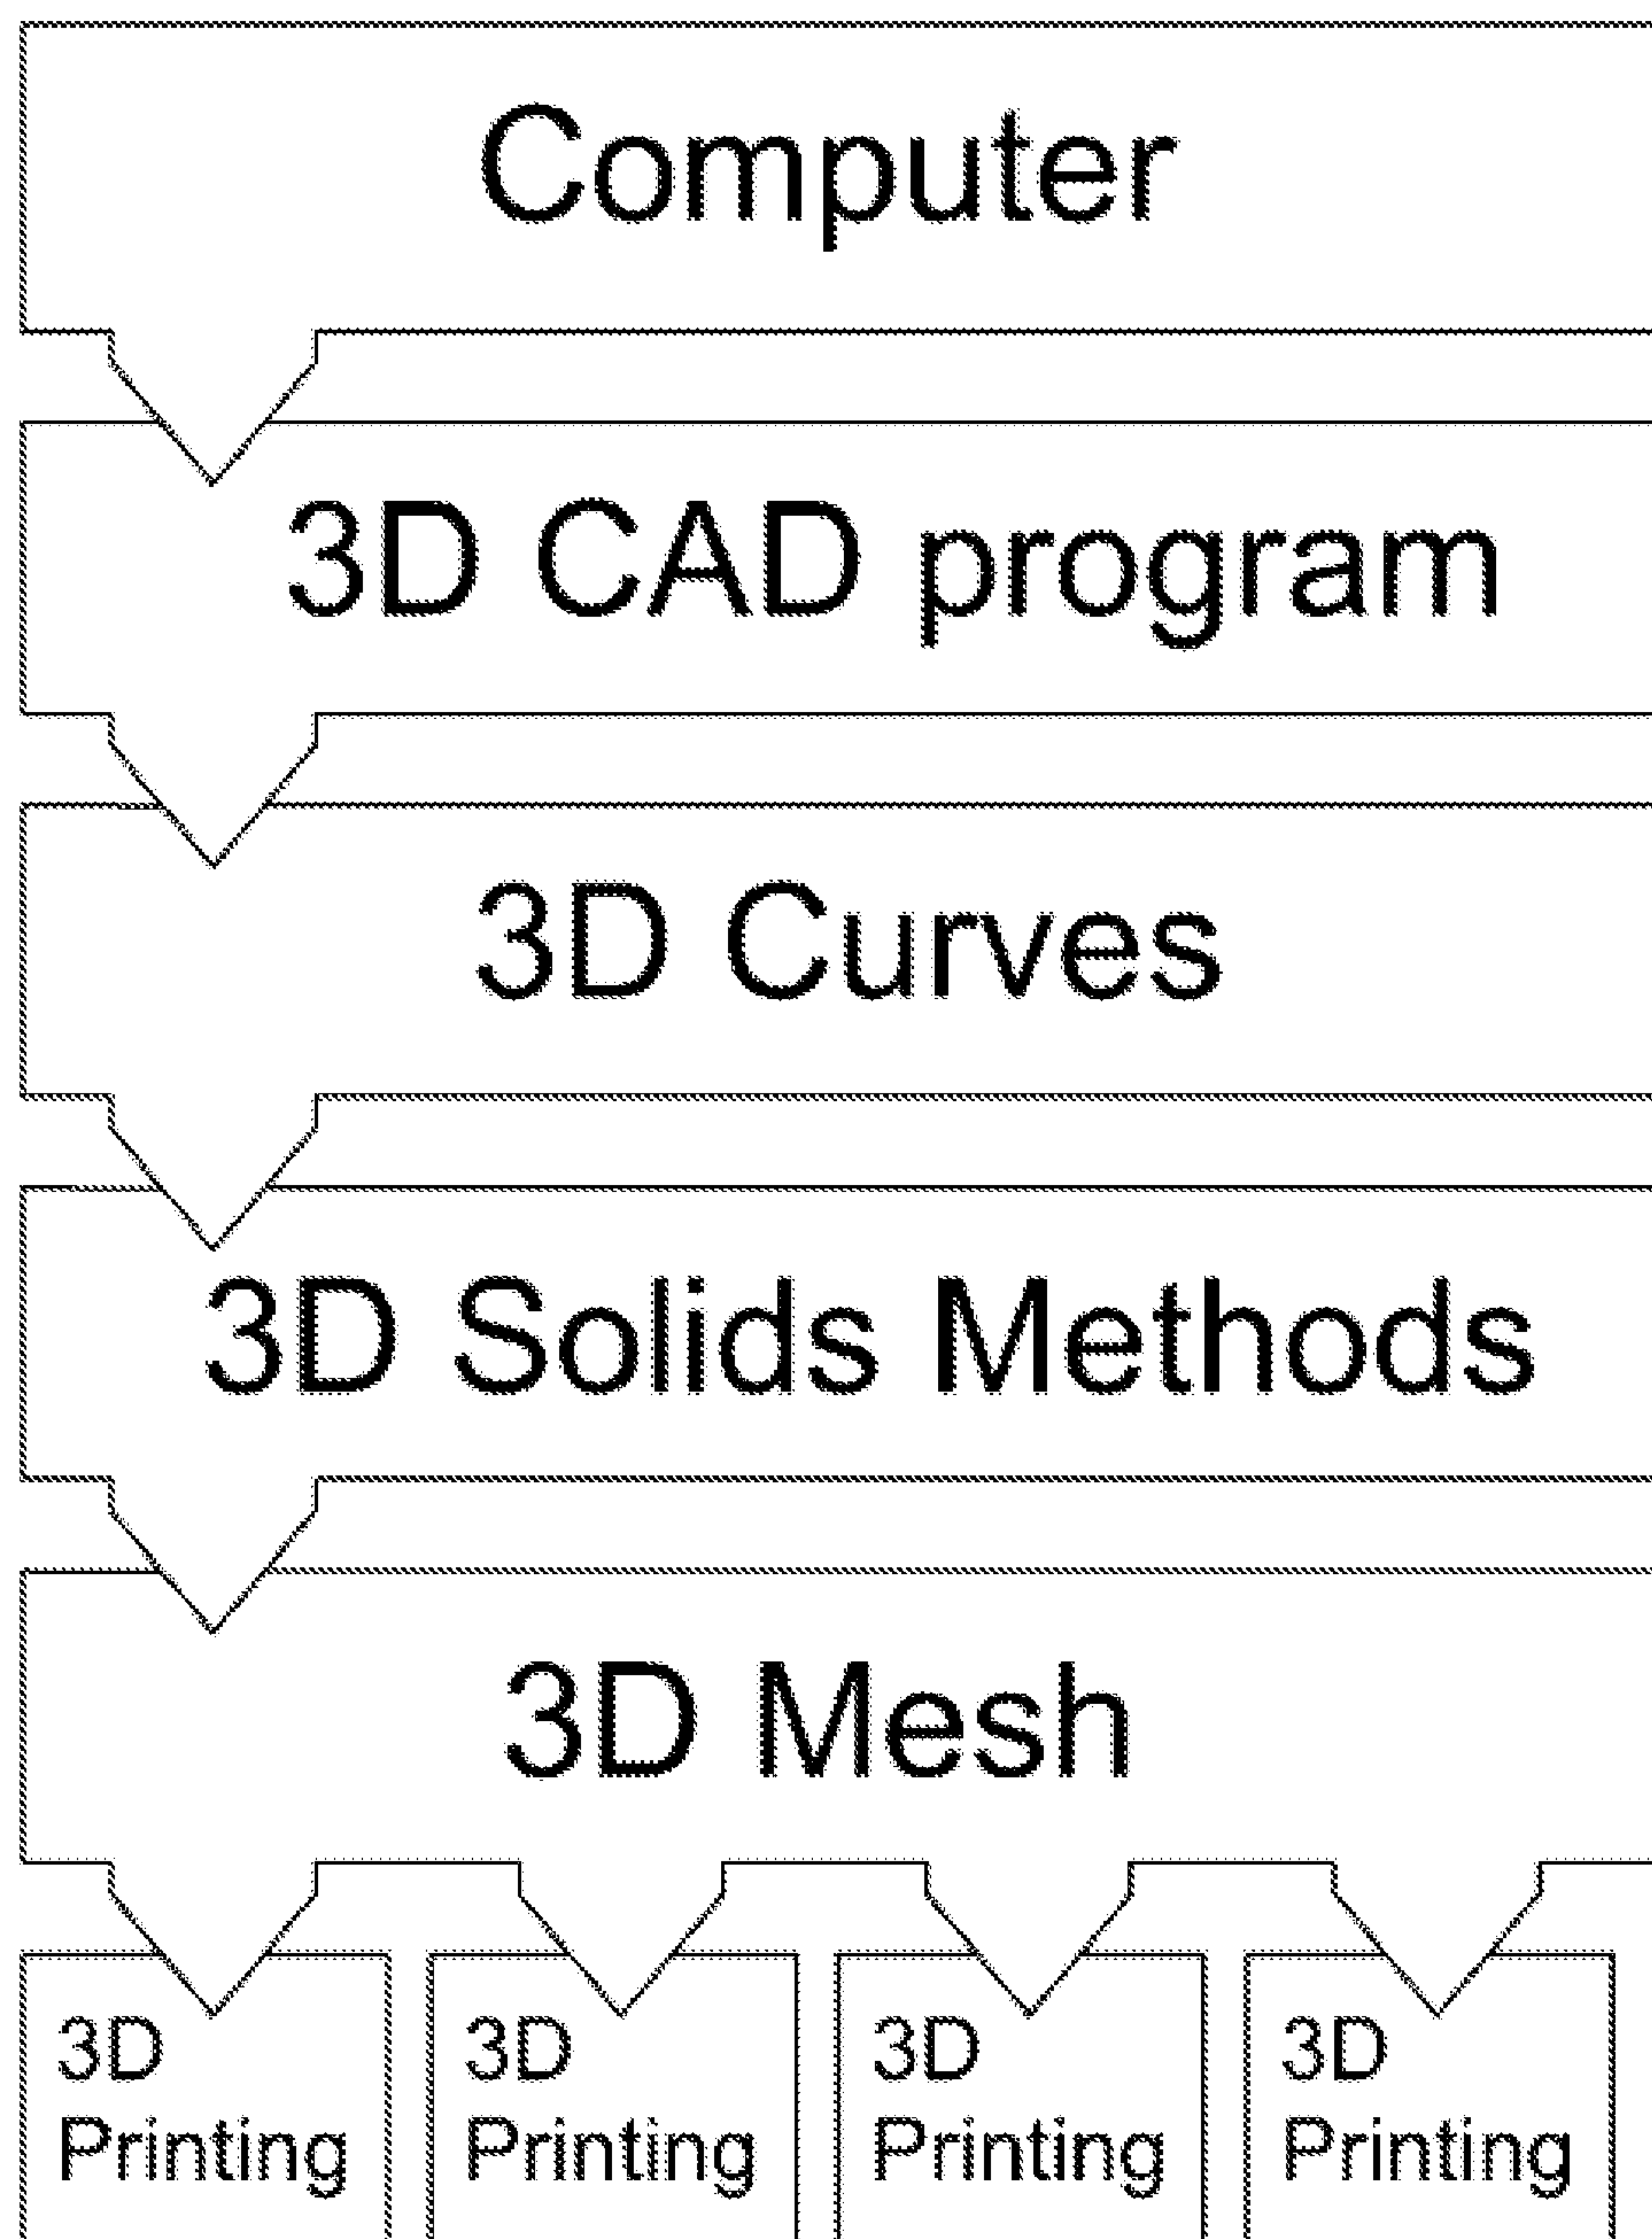 Computer
3D CAD program
3D Curves
3D Solids Methods
3D Mesh
3D
Printing
3D
Printing
3D
Printing
3D
Printing